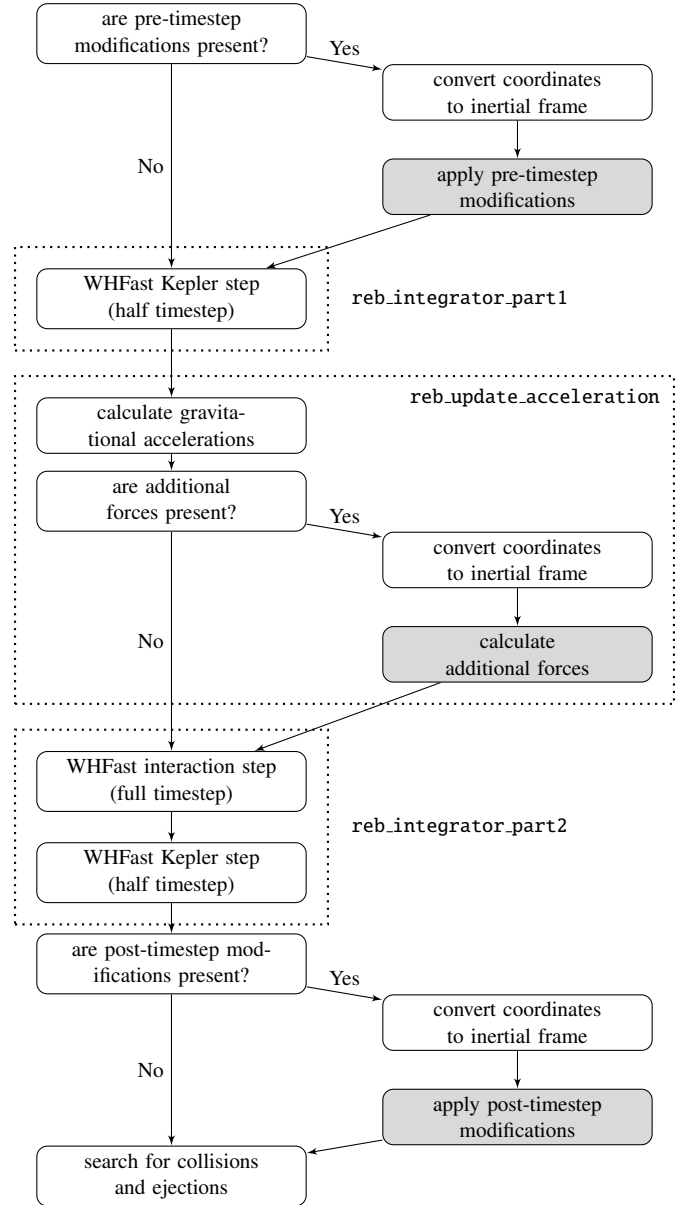 are pre-timestep
modifications present?
Yes
convert coordinates
to inertial frame
No
apply pre-timestep
modifications
WHFast Kepler step
(half timestep)
reb_integrator_part1
reb_update_acceleration
calculate gravita-
tional accelerations
are additional
forces present?
Yes
convert coordinates
to inertial frame
No
calculate
additional forces
WHFast interaction step
(full timestep)
reb_integrator_part2
WHFast Kepler step
(half timestep)
are post-timestep mod-
ifications present?
Yes
convert coordinates
to inertial frame
No
apply post-timestep
modifications
search for collisions
and ejections